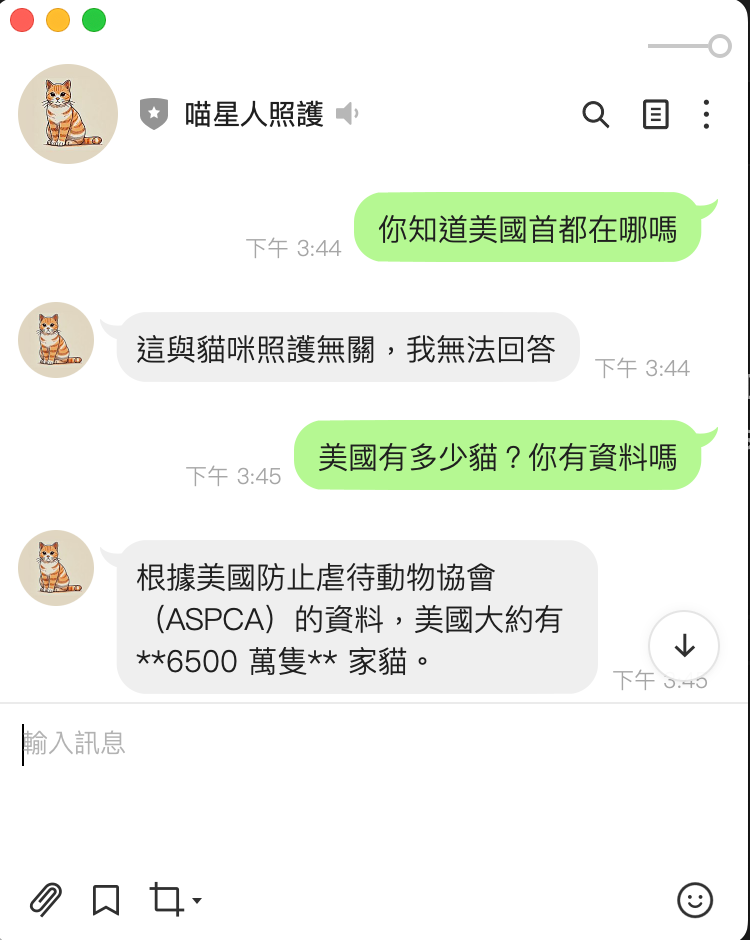 喵星人照護
你知道美國首都在哪嗎
下午 3:44
這與貓咪照護無關，我無法回答
下午 3:44
美國有多少貓？你有資料嗎
下午 3:45
根據美國防止虐待動物協會
（ASPCA）的資料，美國大約有
**6500 萬隻** 家貓。
下午 3:45
輸入訊息